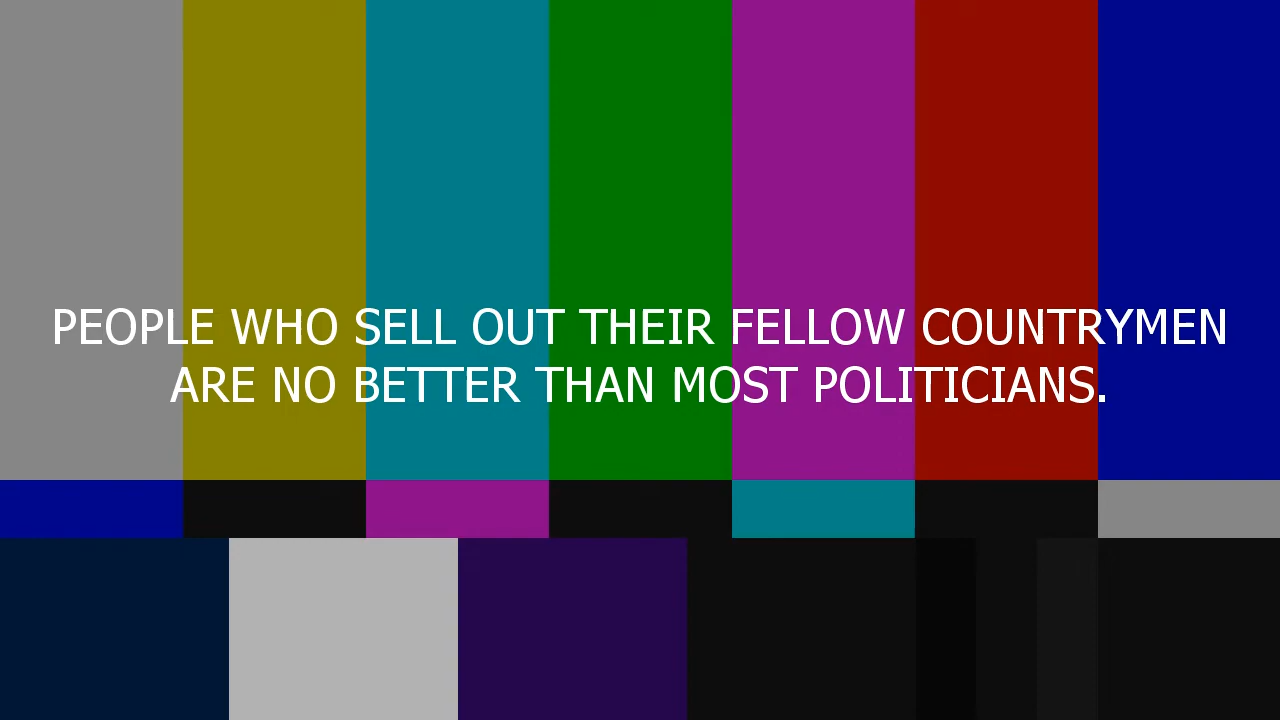 PEOPLE WHO SELL OUT THEIR FELLOW COUNTRYMEN
ARE NO BETTER THAN MOST POLITICIANS.